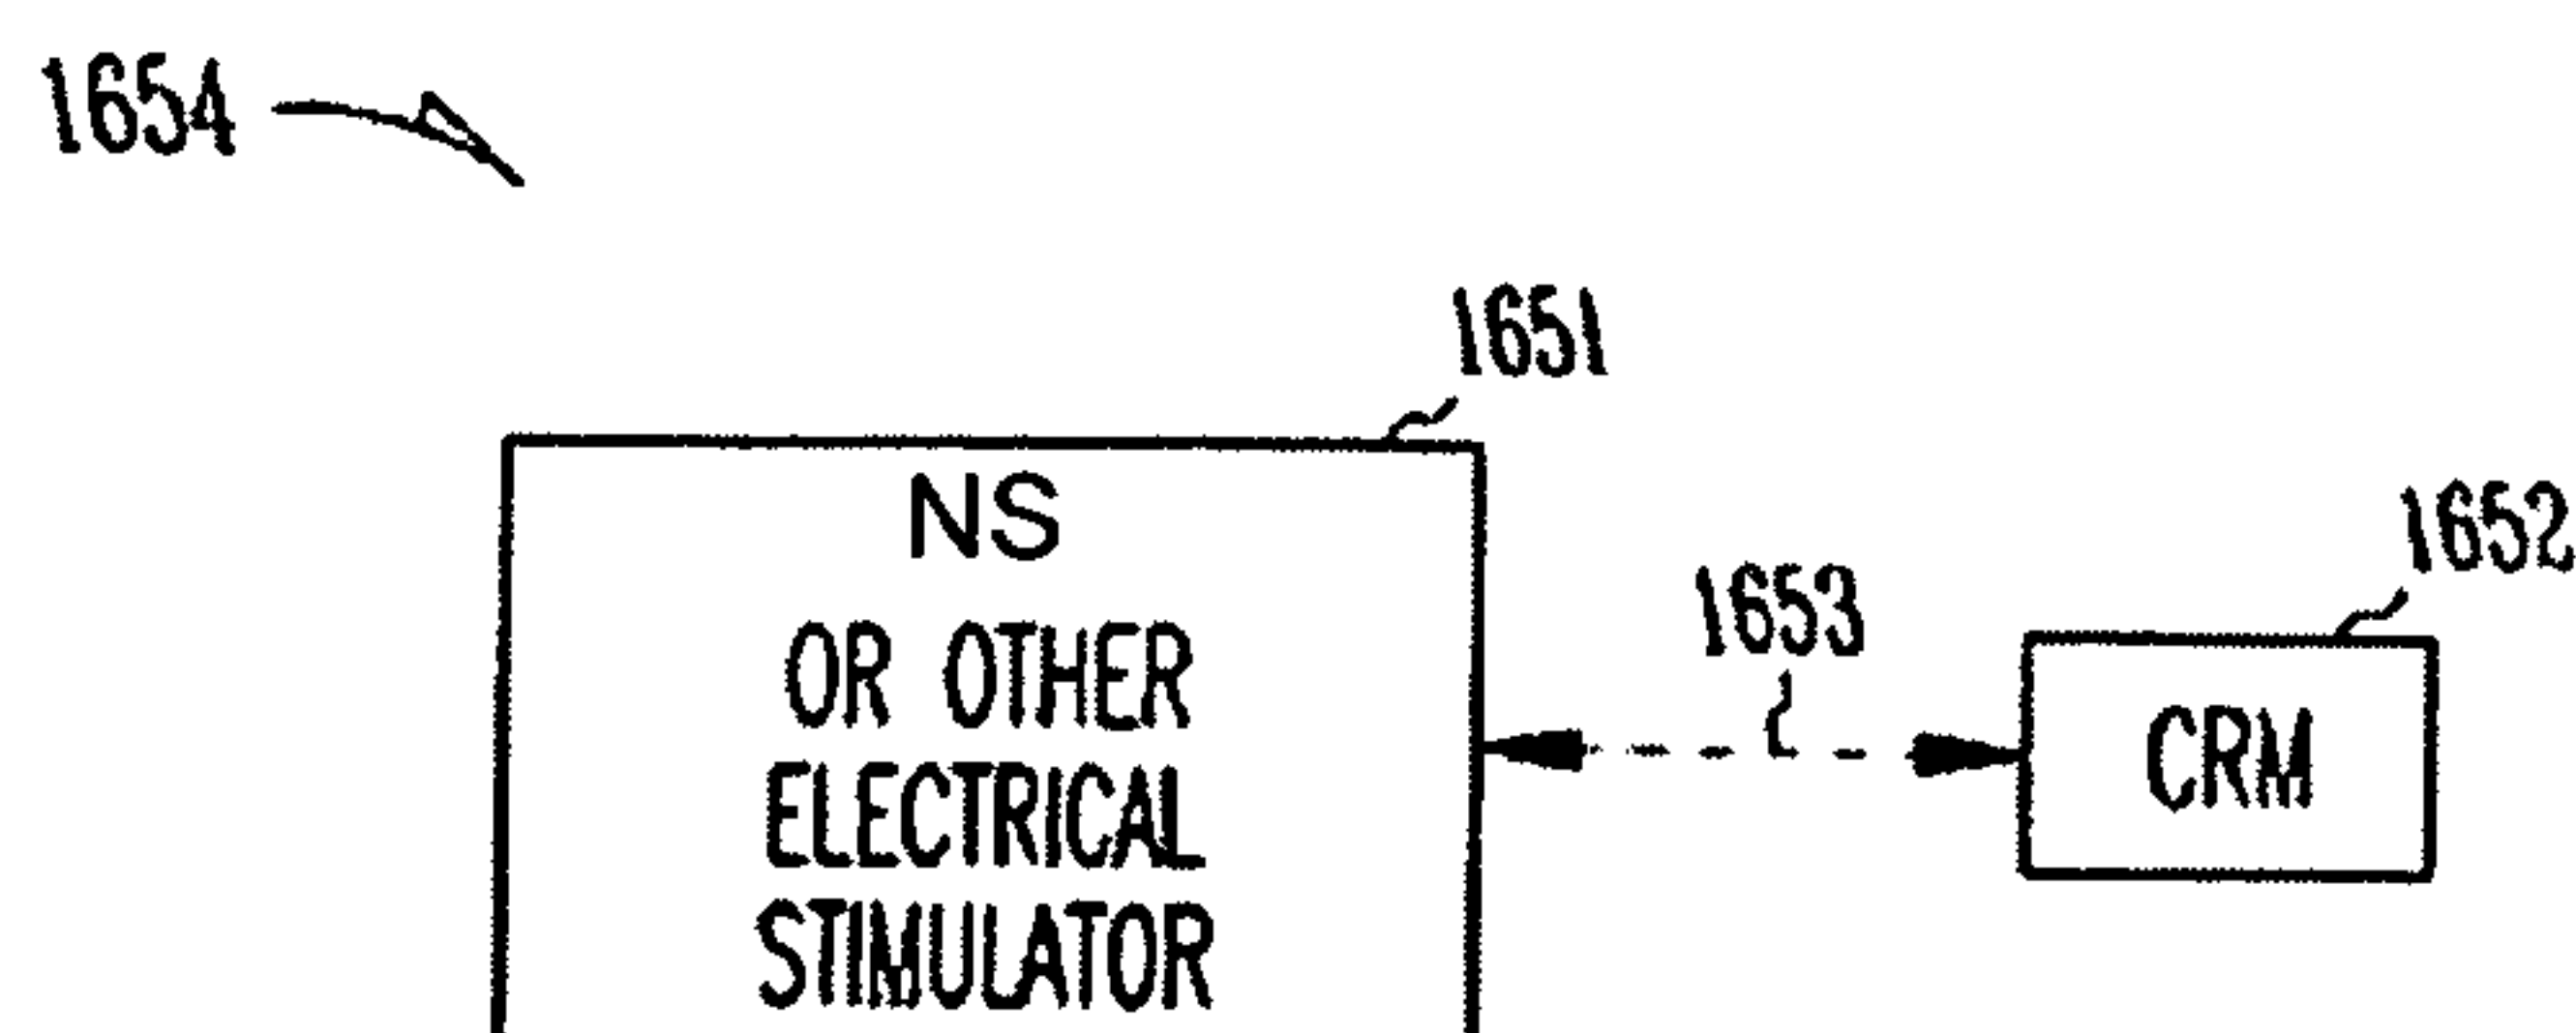 1654
1651
NS
OR OTHER
ELECTRICAL
STIMULATOR
1653
1652
CRM